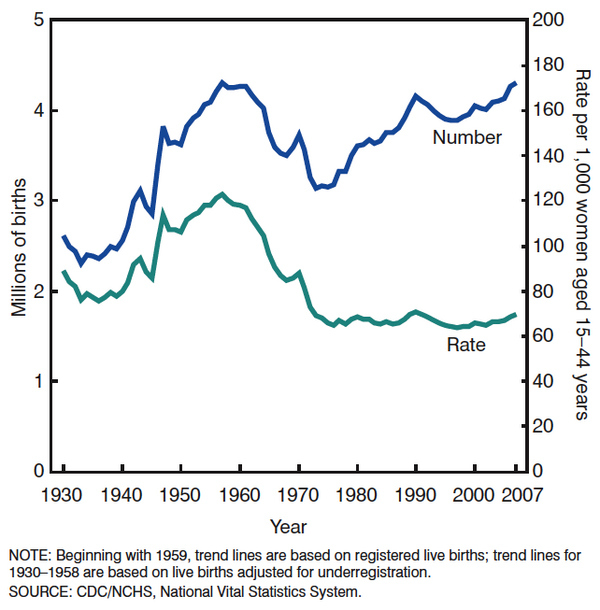 5
4
3
2
1
0
Millions of births
200
180
160
140
120
100
80
60
40
20
0
Rate per 1,000 women aged 15–44 years
Number
Rate
1930 1940 1950 1960 1970 1980 1990 2000 2007
Year
NOTE: Beginning with 1959, trend lines are based on registered live births; trend lines for
1930–1958 are based on live births adjusted for underregistration.
SOURCE: CDC/NCHS, National Vital Statistics System.